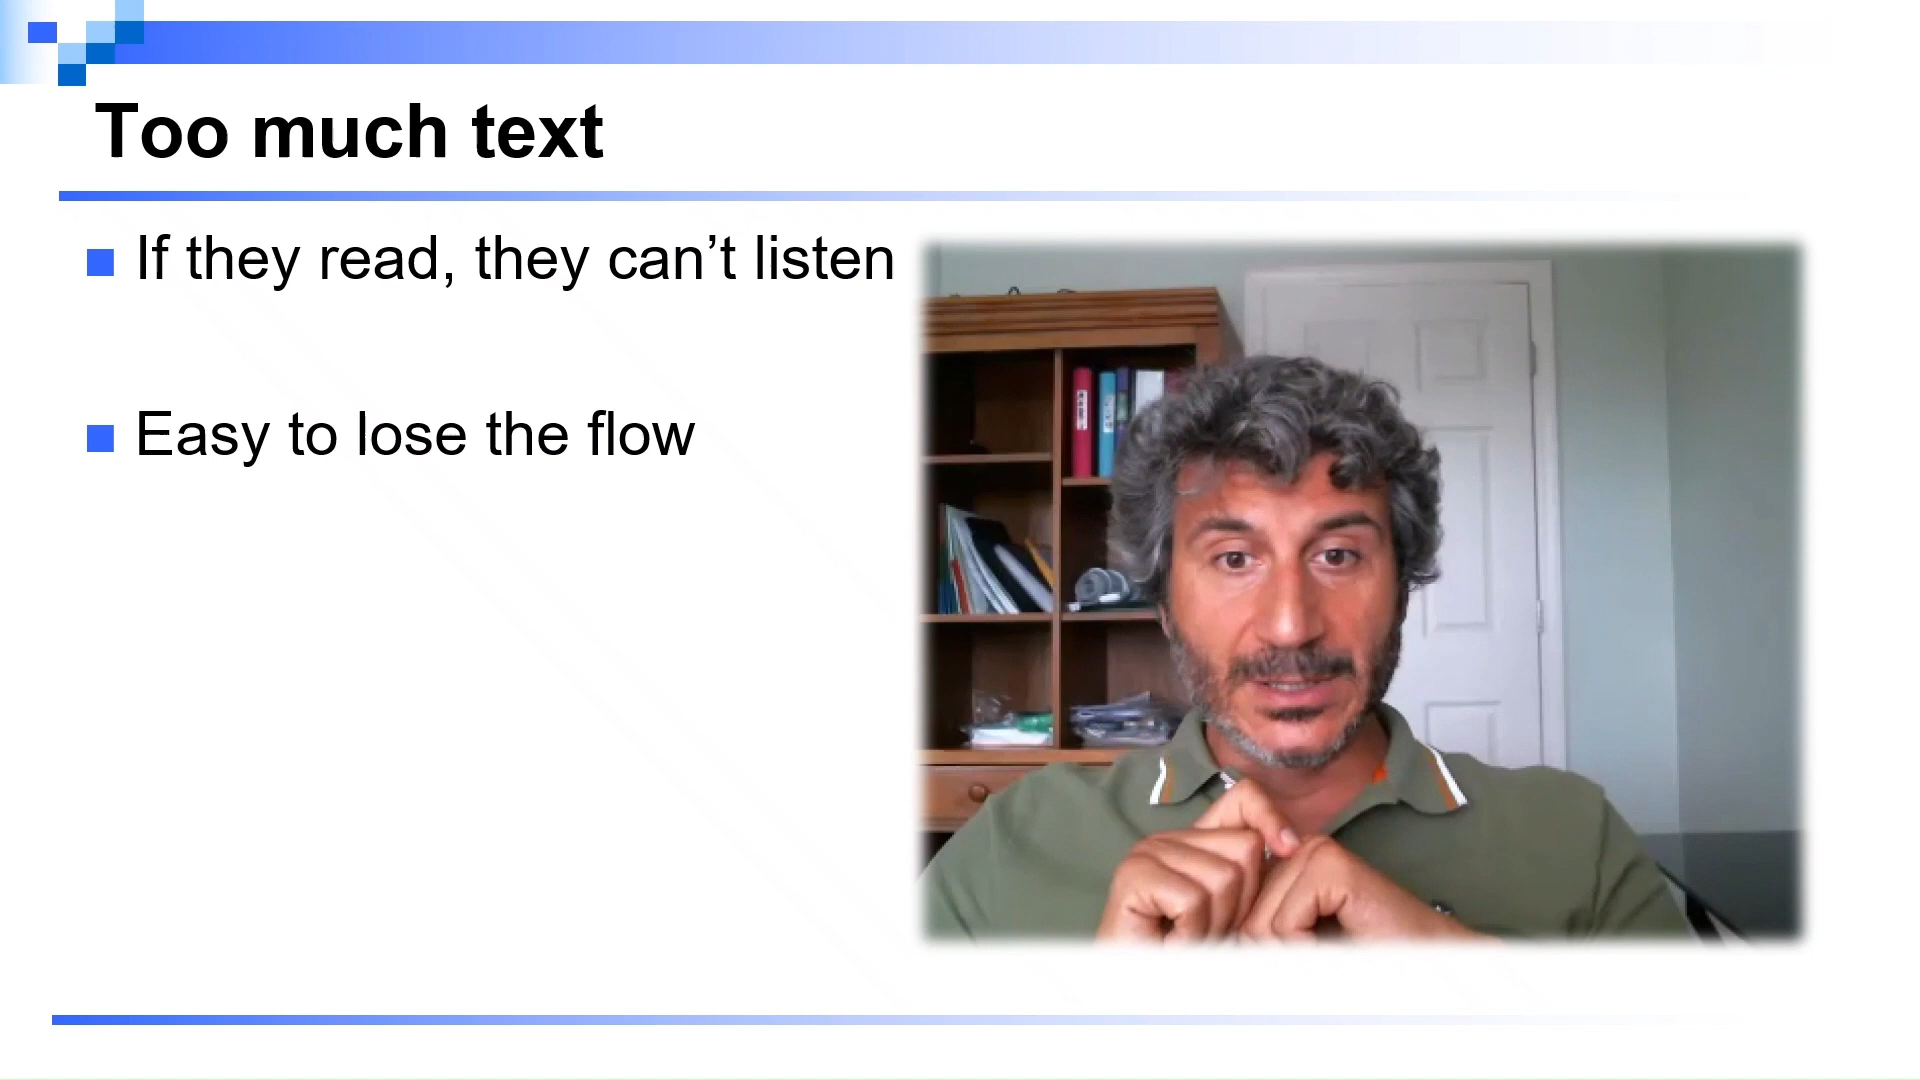 Too much text
If they read, they can’t listen
Easy to lose the flow